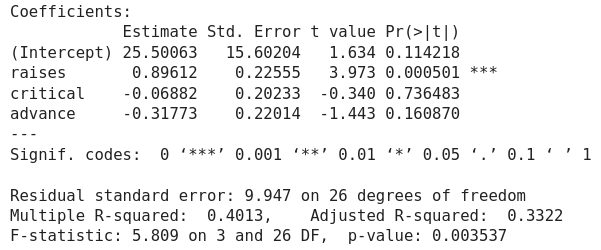 Coefficients:
            Estimate Std. Error t value Pr(>|t|)
(Intercept) 25.50063   15.60204   1.634 0.114218
raises       0.89612    0.22555   3.973 0.000501 ***
critical    -0.06882    0.20233  -0.340 0.736483
advance     -0.31773    0.22014  -1.443 0.160870
---
Signif. codes:  0 ‘***’ 0.001 ‘**’ 0.01 ‘*’ 0.05 ‘.’ 0.1 ‘ ’ 1

Residual standard error: 9.947 on 26 degrees of freedom
Multiple R-squared:  0.4013,    Adjusted R-squared:  0.3322
F-statistic: 5.809 on 3 and 26 DF,  p-value: 0.003537